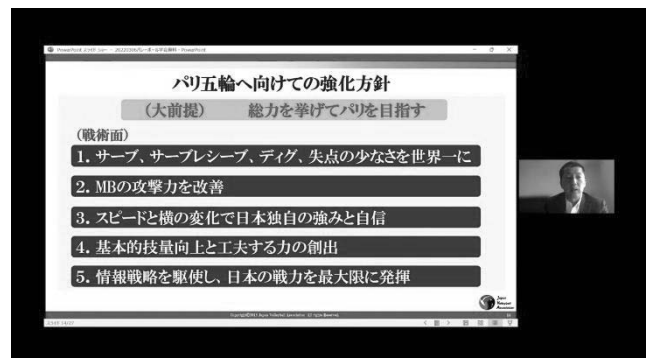 パリ五輪へ向けての強化方針
(大前提) 総力を挙げてパリを目指す
(戦術面)
1. サーブ、サーブレシーブ、ディグ、失点の少なさを世界一に
2. MBの攻撃力を改善
3. スピードと横の変化で日本独自の強みと自信
4. 基本的技量向上と工夫する力の創出
5. 情報戦略を駆使し、日本の戦力を最大限に発揮